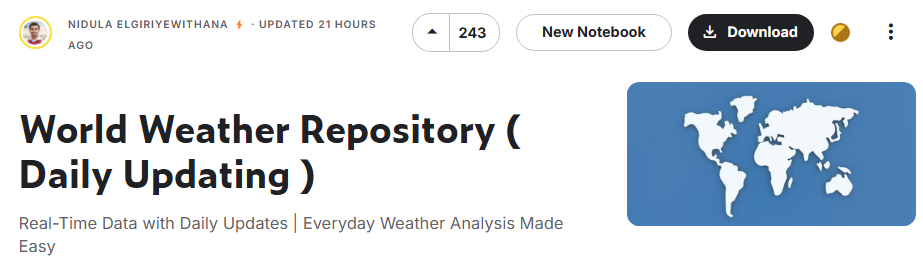 NIDULA ELGIRIYEWITHANA · UPDATED 21 HOURS
AGO
243
New Notebook
Download
World Weather Repository (
Daily Updating )
Real-Time Data with Daily Updates | Everyday Weather Analysis Made
Easy